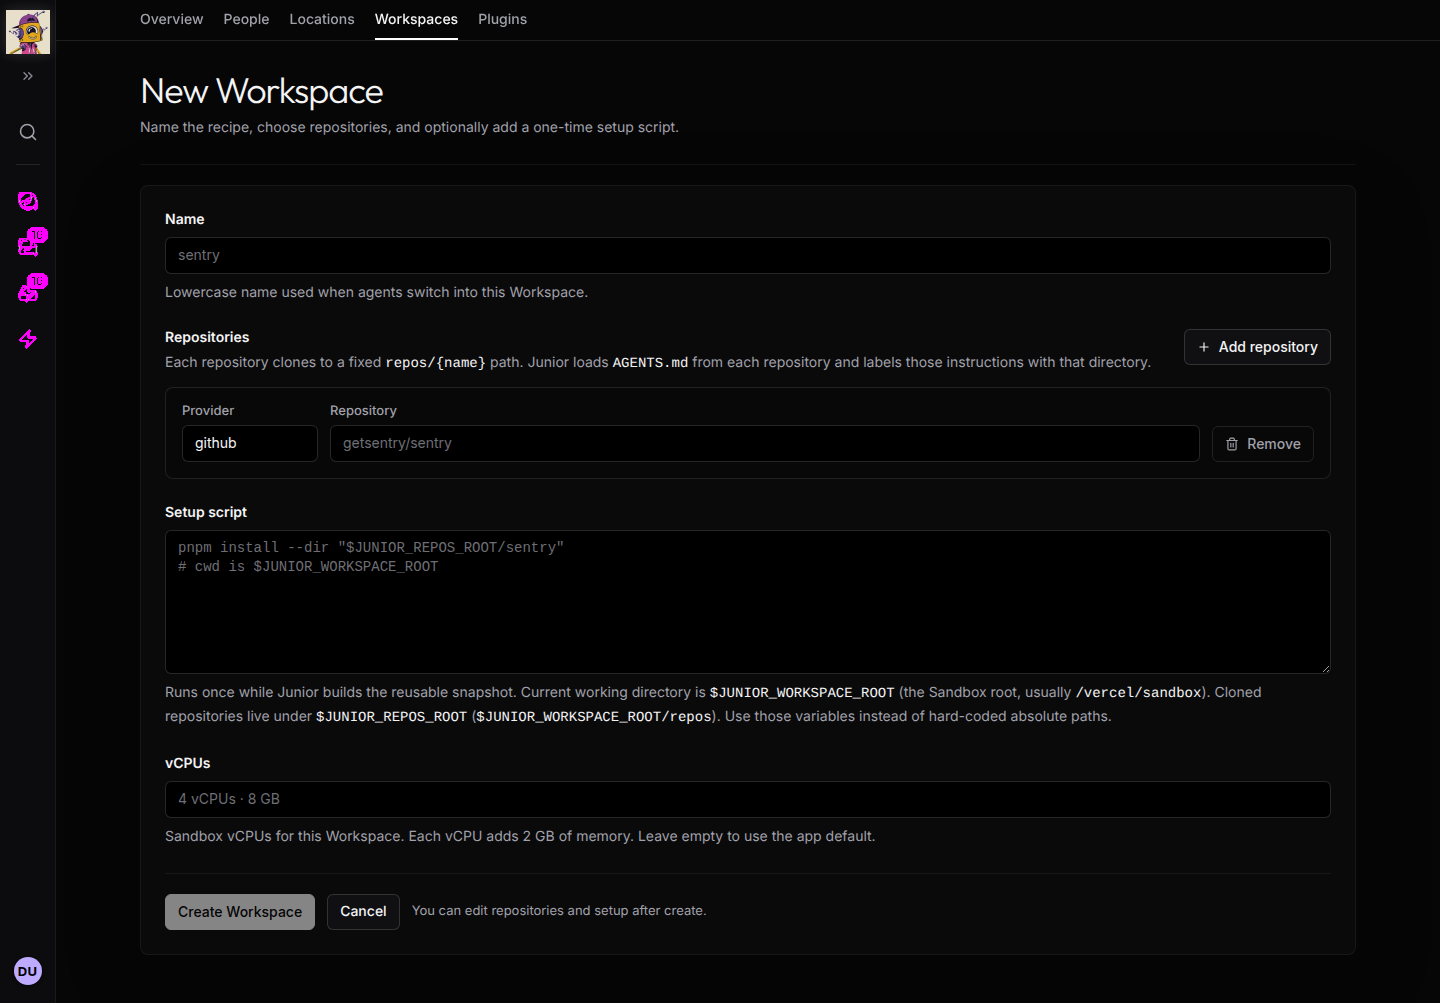 Overview People Locations Workspaces Plugins
New Workspace
Name the recipe, choose repositories, and optionally add a one-time setup script.
Name
sentry
Lowercase name used when agents switch into this Workspace.
Repositories
Each repository clones to a fixed repos/{name} path. Junior loads AGENTS.md from each repository and labels those instructions with that directory.
Add repository
Provider Repository
github getsentry/sentry Remove
Setup script
pnpm install --dir "$JUNIOR_REPOS_ROOT/sentry"
# cwd is $JUNIOR_WORKSPACE_ROOT
Runs once while Junior builds the reusable snapshot. Current working directory is $JUNIOR_WORKSPACE_ROOT (the Sandbox root, usually /vercel/sandbox). Cloned
repositories live under $JUNIOR_REPOS_ROOT ($JUNIOR_WORKSPACE_ROOT/repos). Use those variables instead of hard-coded absolute paths.
vCPUs
4 vCPUs · 8 GB
Sandbox vCPUs for this Workspace. Each vCPU adds 2 GB of memory. Leave empty to use the app default.
Create Workspace Cancel You can edit repositories and setup after create.
DU